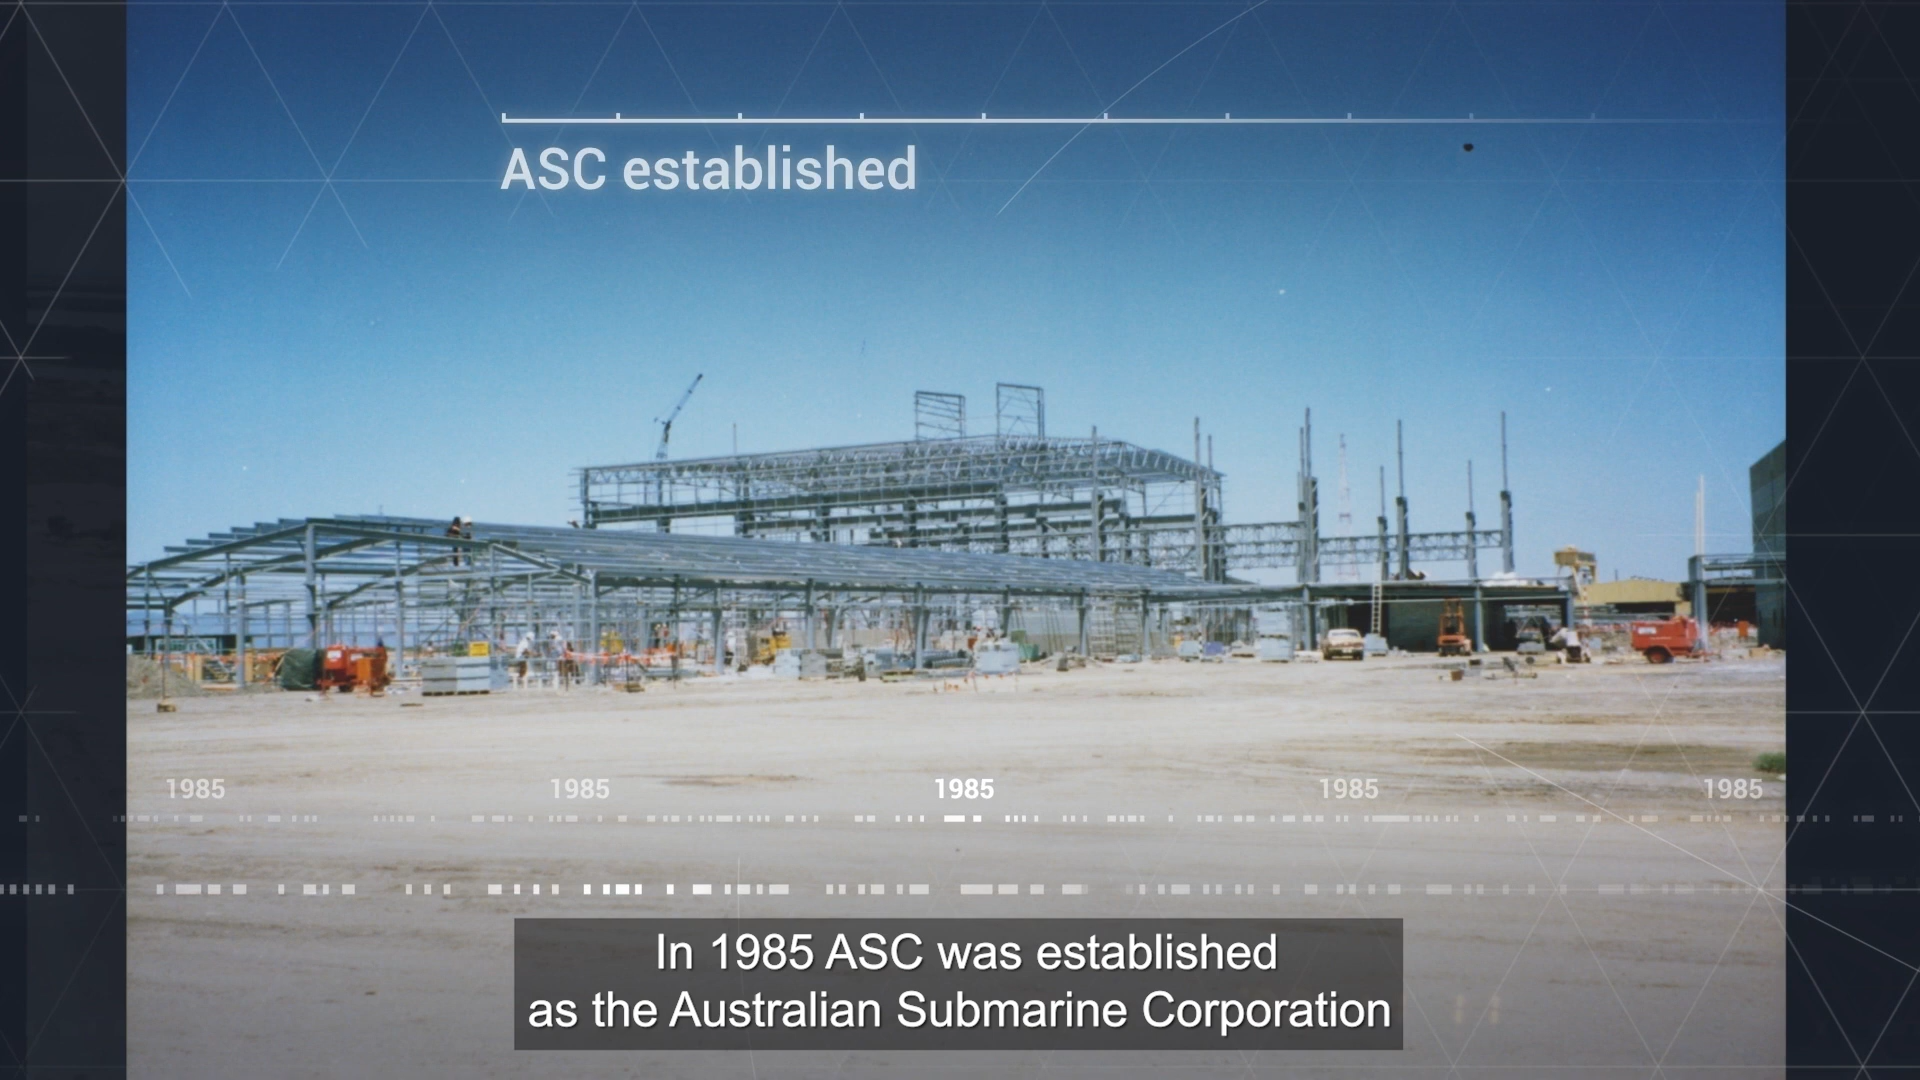 ASC established
1985 1985 1985 1985 1985
In 1985 ASC was established
as the Australian Submarine Corporation